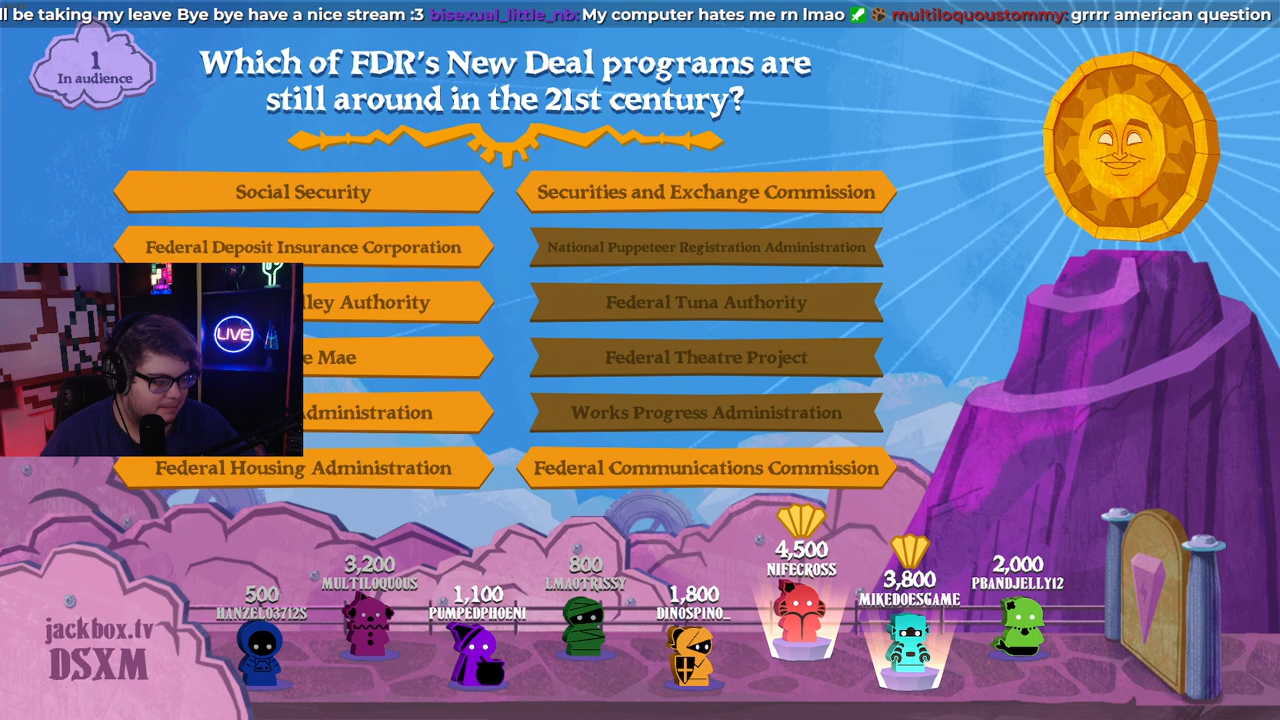 ll be taking my leave Bye bye have a nice stream :3 bisexual_little_nb: My computer hates me rn lmao multiloquoustommy: grrrr american question
1
In audience
Which of FDR's New Deal programs are
still around in the 21st century?
Social Security
Securities and Exchange Commission
Federal Deposit Insurance Corporation
National Puppeteer Registration Administration
lley Authority
Federal Tuna Authority
LIVE
e Mae
Federal Theatre Project
Administration
Works Progress Administration
Federal Housing Administration
Federal Communications Commission
500
HANZEL03712S
3,200
MULTILOQUOUS
1,100
PUMPEDPHOENI
800
LMAOTRISSY
1,800
DINOSPINO_
4,500
NIFECROSS
3,800
MIKEDOESGAME
2,000
PBANDJELLY12
jackbox.tv
DSXM